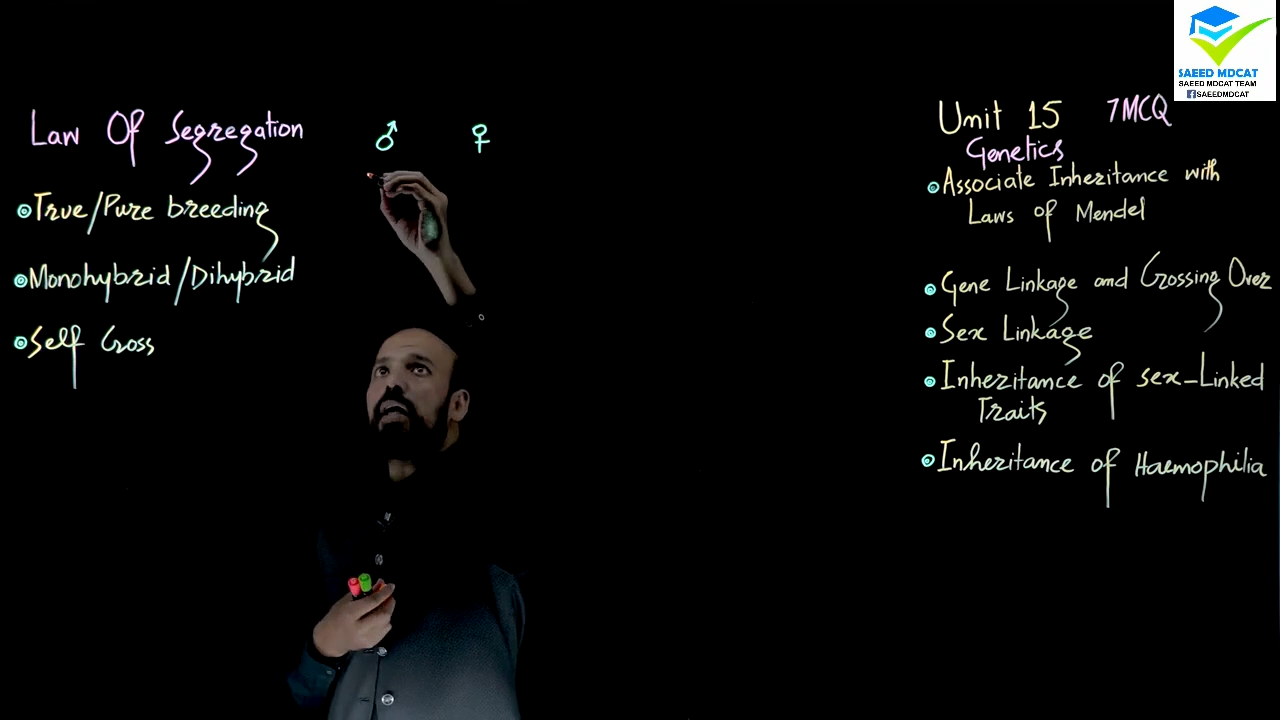 SAEED MDCAT
SAEED MDCAT TEAM
SAEEDMDCAT
Law Of Segregation
♂ ♀
True/Pure breeding
Monohybrid/Dihybrid
Self Cross
Unit 15 7MCQ
Genetics
Associate Inheritance with
Laws of Mendel
Gene Linkage and Crossing Over
Sex Linkage
Inheritance of sex-Linked
Traits
Inheritance of Haemophilia